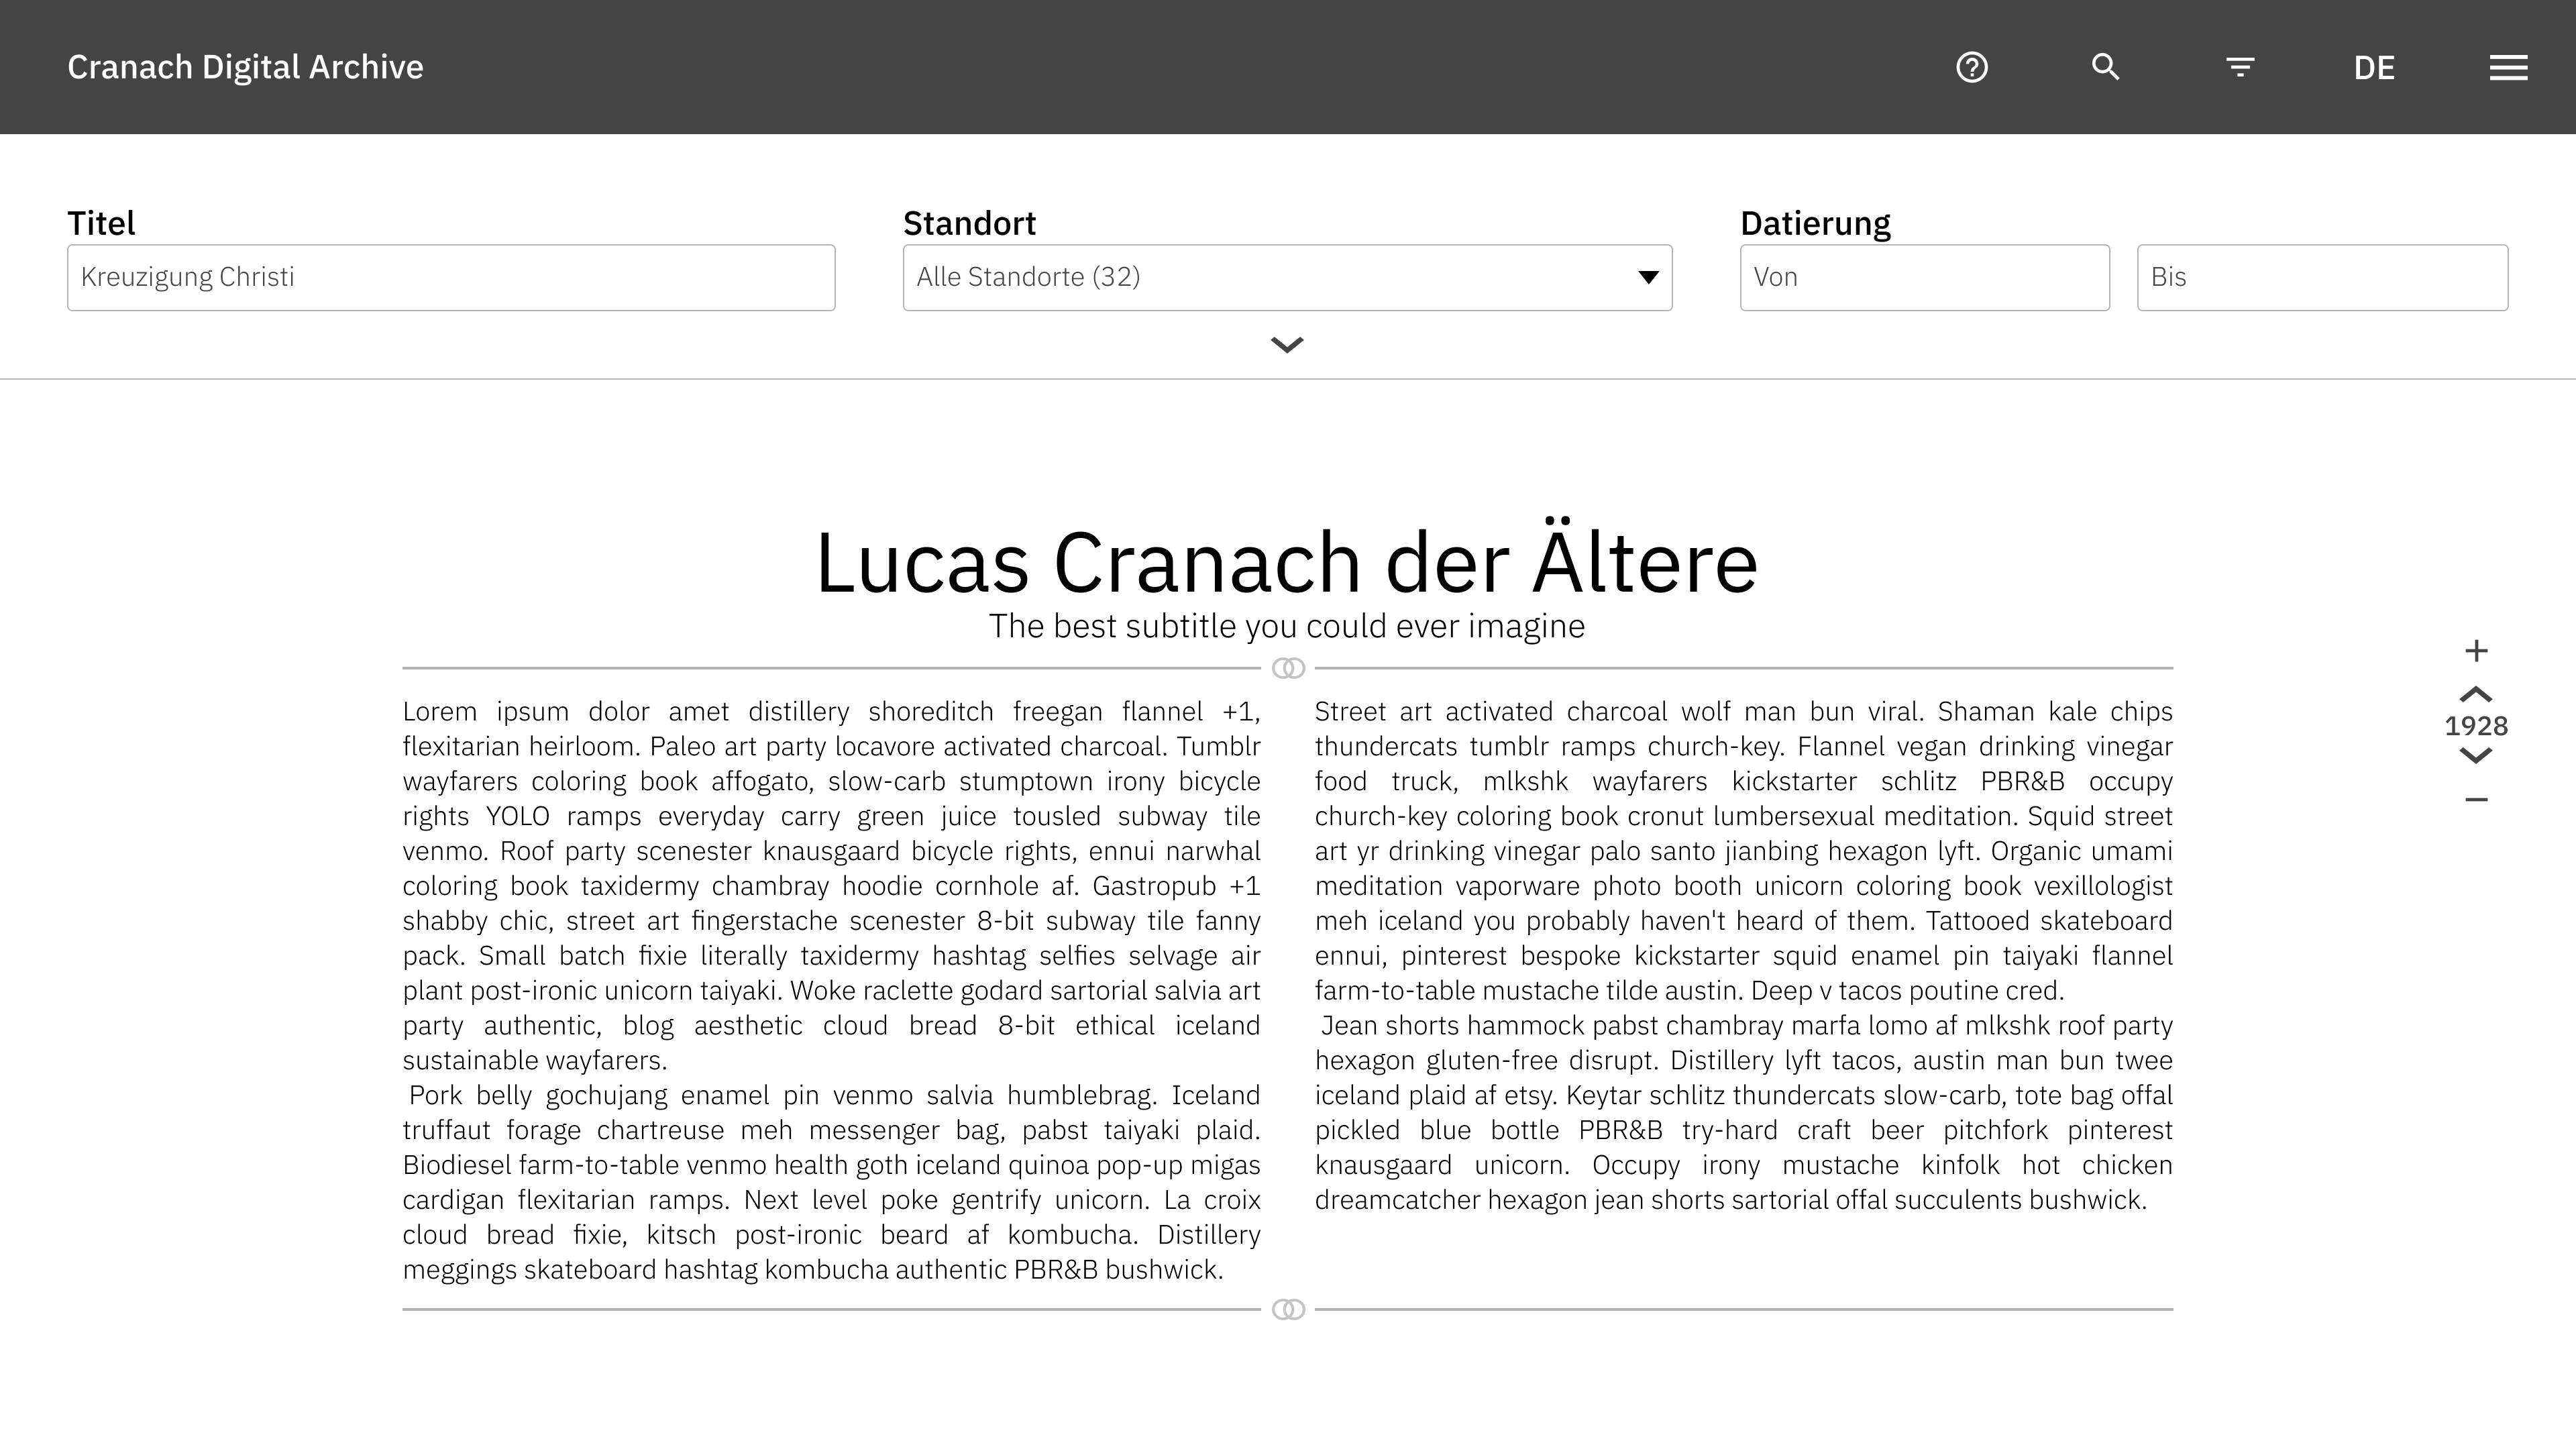 Cranach Digital Archive
DE
Titel
Standort
Datierung
Kreuzigung Christi
Alle Standorte (32)
Von
Bis
Lucas Cranach der Ältere
The best subtitle you could ever imagine
Lorem ipsum dolor amet distillery shoreditch freegan flannel +1,
flexitarian heirloom. Paleo art party locavore activated charcoal. Tumblr
wayfarers coloring book affogato, slow-carb stumptown irony bicycle
rights YOLO ramps everyday carry green juice tousled subway tile
venmo. Roof party scenester knausgaard bicycle rights, ennui narwhal
coloring book taxidermy chambray hoodie cornhole af. Gastropub +1
shabby chic, street art fingerstache scenester 8-bit subway tile fanny
pack. Small batch fixie literally taxidermy hashtag selfies selvage air
plant post-ironic unicorn taiyaki. Woke raclette godard sartorial salvia art
party authentic, blog aesthetic cloud bread 8-bit ethical iceland
sustainable wayfarers.
Pork belly gochujang enamel pin venmo salvia humblebrag. Iceland
truffaut forage chartreuse meh messenger bag, pabst taiyaki plaid.
Biodiesel farm-to-table venmo health goth iceland quinoa pop-up migas
cardigan flexitarian ramps. Next level poke gentrify unicorn. La croix
cloud bread fixie, kitsch post-ironic beard af kombucha. Distillery
meggings skateboard hashtag kombucha authentic PBR&B bushwick.
Street art activated charcoal wolf man bun viral. Shaman kale chips
thundercats tumblr ramps church-key. Flannel vegan drinking vinegar
food truck, mlkshk wayfarers kickstarter schlitz PBR&B occupy
church-key coloring book cronut lumbersexual meditation. Squid street
art yr drinking vinegar palo santo jianbing hexagon lyft. Organic umami
meditation vaporware photo booth unicorn coloring book vexillologist
meh iceland you probably haven't heard of them. Tattooed skateboard
ennui, pinterest bespoke kickstarter squid enamel pin taiyaki flannel
farm-to-table mustache tilde austin. Deep v tacos poutine cred.
Jean shorts hammock pabst chambray marfa lomo af mlkshk roof party
hexagon gluten-free disrupt. Distillery lyft tacos, austin man bun twee
iceland plaid af etsy. Keytar schlitz thundercats slow-carb, tote bag offal
pickled blue bottle PBR&B try-hard craft beer pitchfork pinterest
knausgaard unicorn. Occupy irony mustache kinfolk hot chicken
dreamcatcher hexagon jean shorts sartorial offal succulents bushwick.
+
1928
−